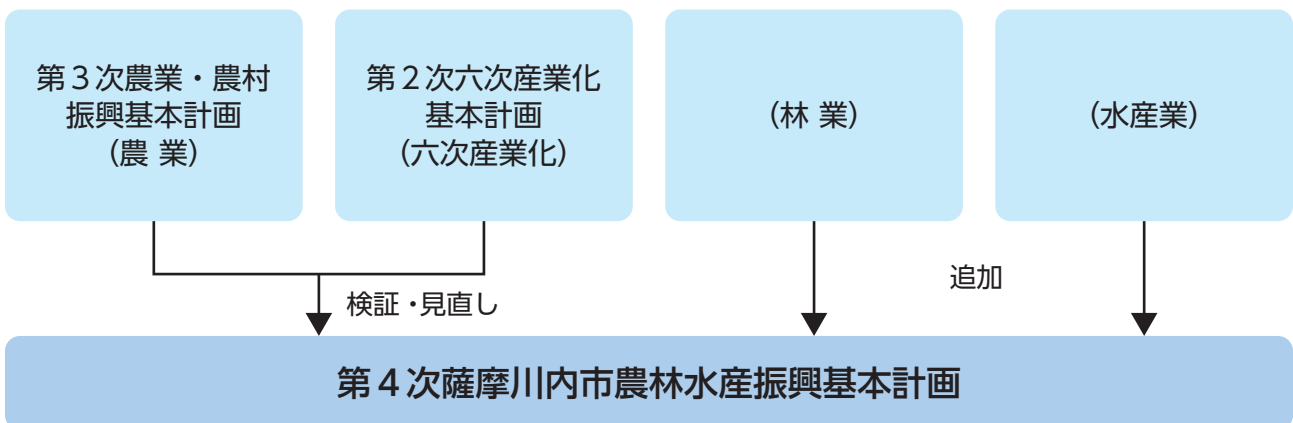 第3次農業・農村
振興基本計画
(農 業)
第2次六次産業化
基本計画
(六次産業化)
(林 業)
(水産業)
検証・見直し
追加
第4次薩摩川内市農林水産振興基本計画